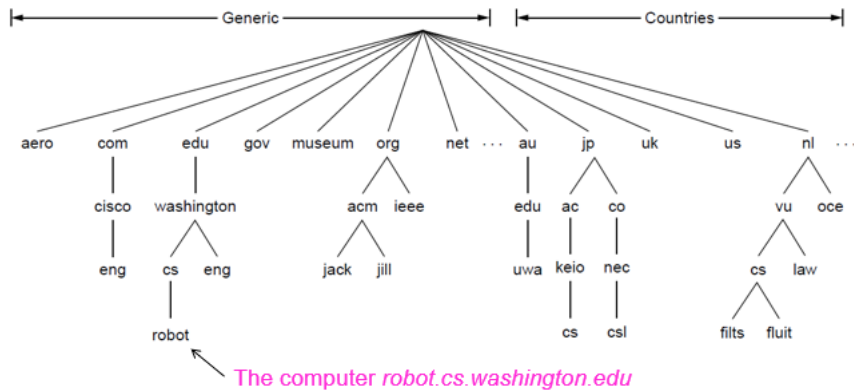 Generic Countries
aero com edu gov museum org net ... au jp uk us nl ...
cisco washington acm ieee edu ac co vu oce
eng cs eng jack jill uwa keio nec cs law
robot cs csl filts fluit
The computer robot.cs.washington.edu